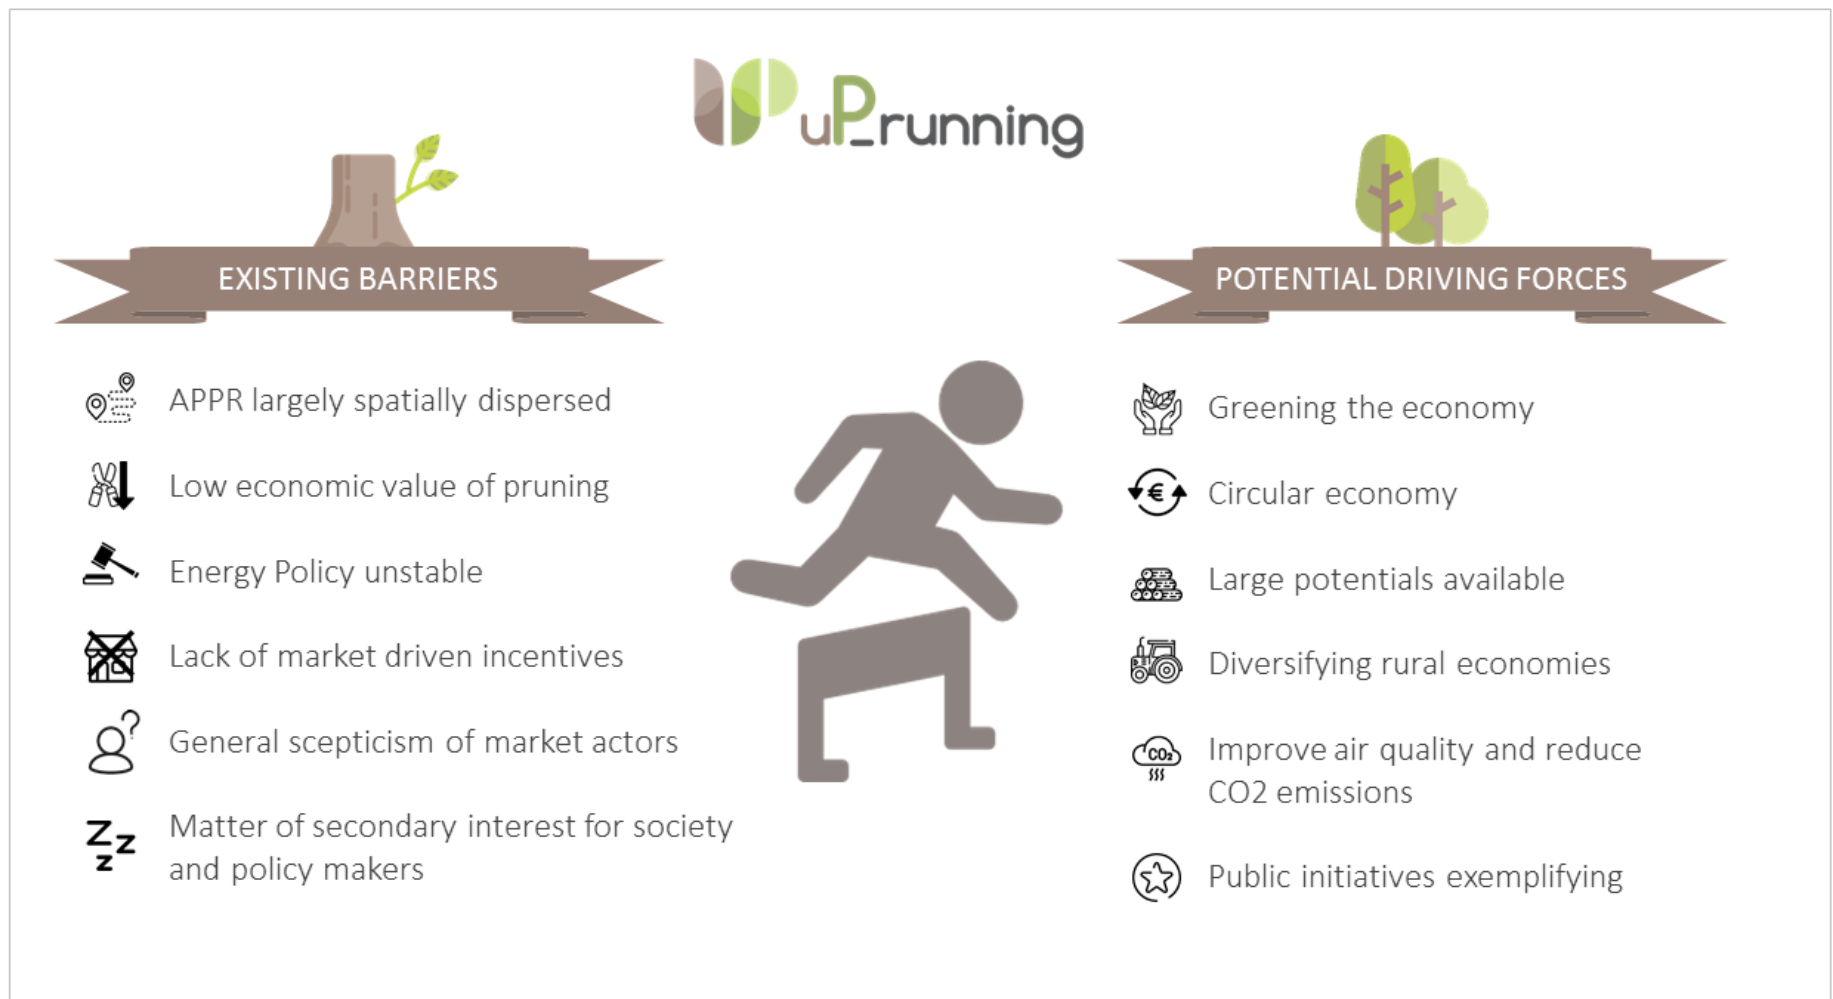 uP_running
EXISTING BARRIERS
APPR largely spatially dispersed
Low economic value of pruning
Energy Policy unstable
Lack of market driven incentives
General scepticism of market actors
Matter of secondary interest for society
and policy makers
POTENTIAL DRIVING FORCES
Greening the economy
€
Circular economy
Large potentials available
Diversifying rural economies
CO₂
Improve air quality and reduce
CO2 emissions
Public initiatives exemplifying
?
Z Z Z